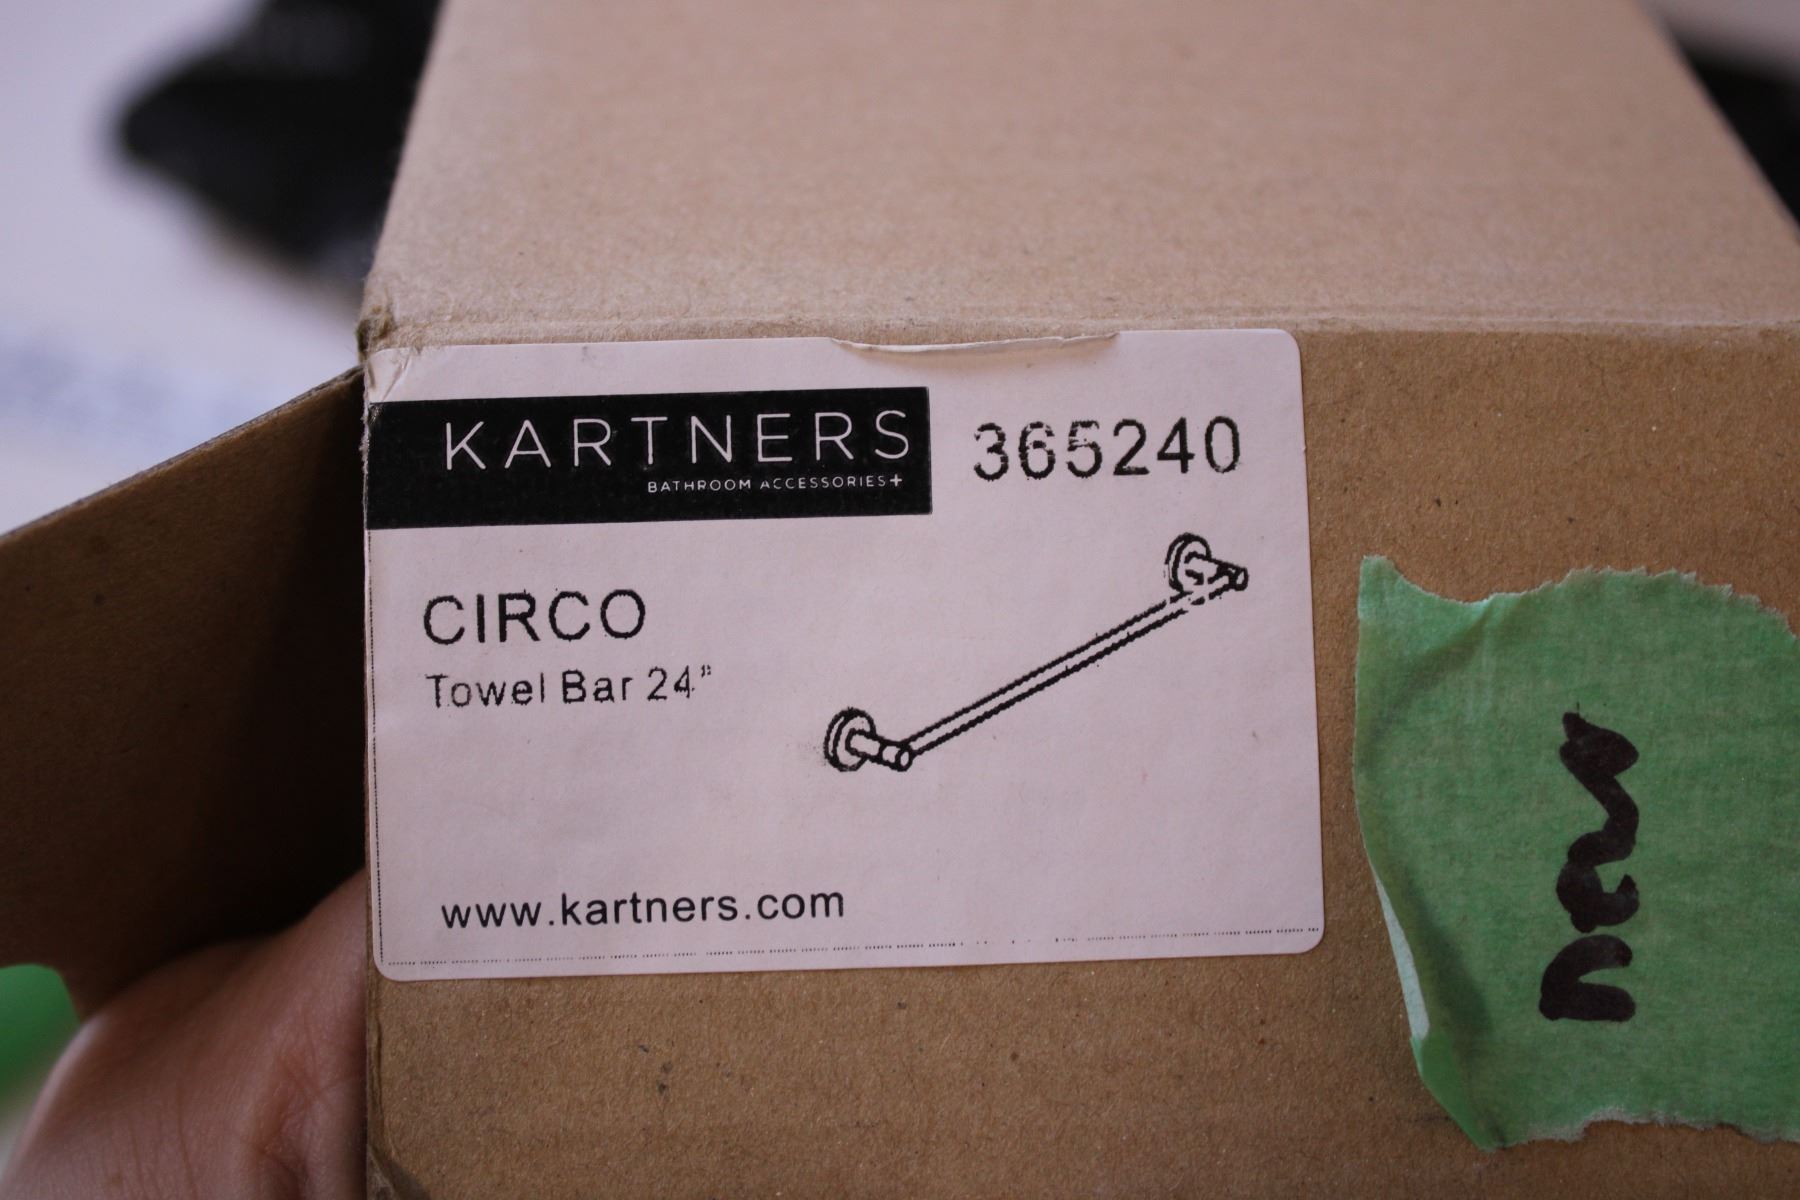 KARTNERS
BATHROOM ACCESSORIES+
365240
CIRCO
Towel Bar 24"
www.kartners.com
new